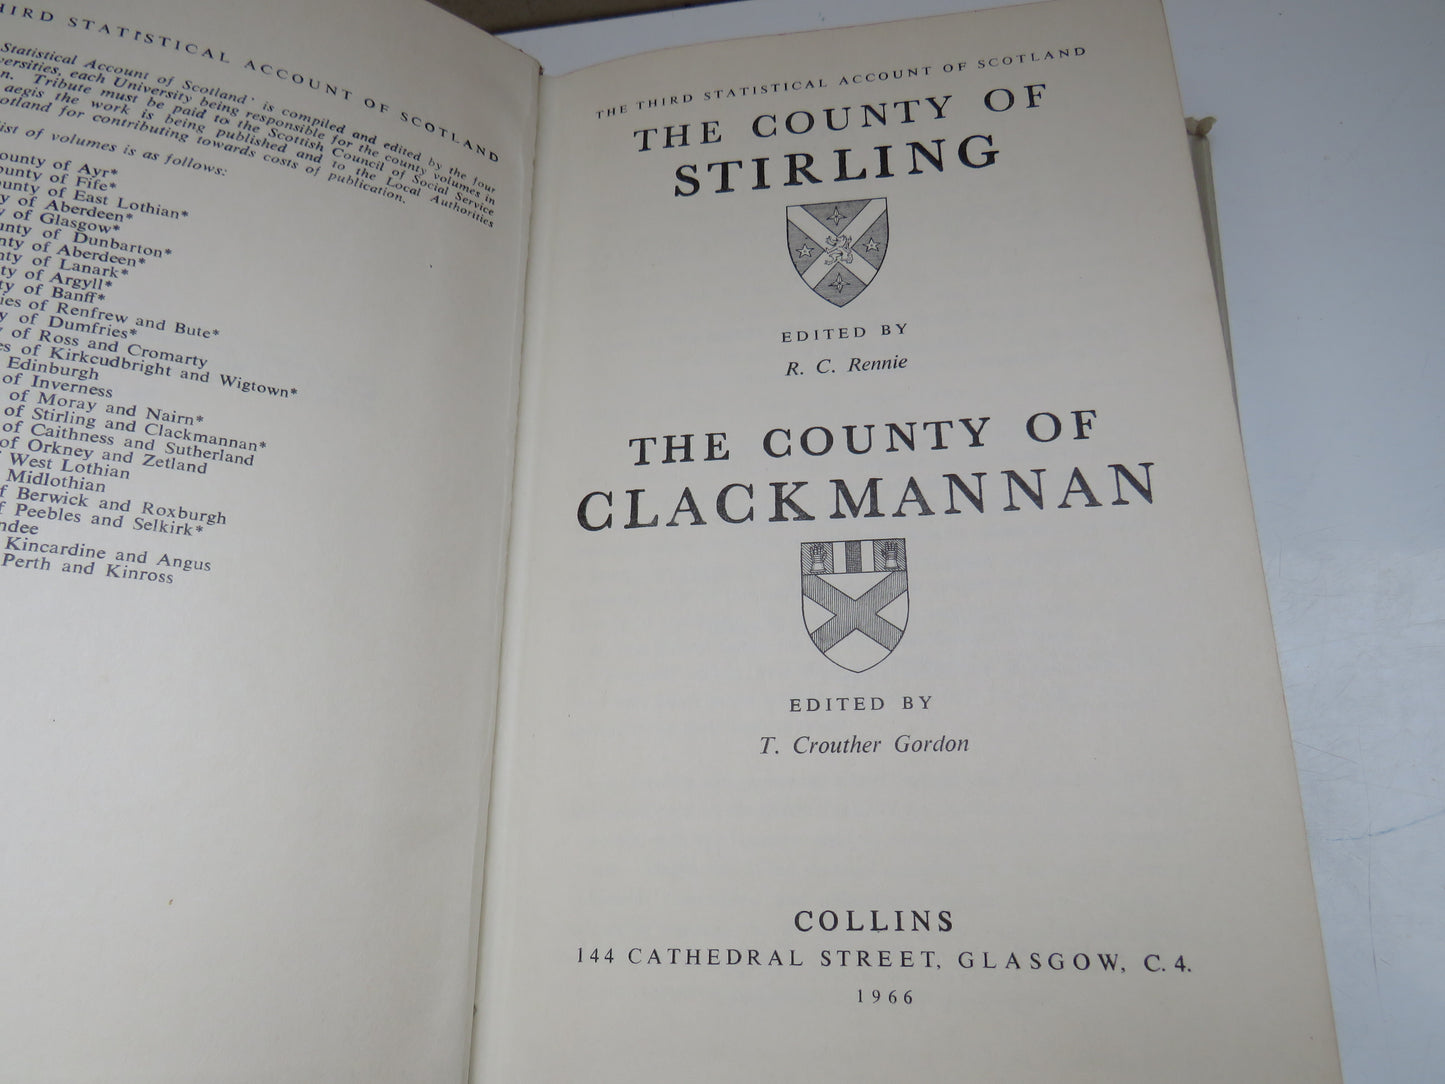 HIRD STATISTICAL ACCOUNT OF SCOTLAND
Statistical Account of Scotland' is compiled and edited by the four
versities, each University being responsible for the county volumes in
n. Tribute must be paid to the Scottish Council of Social Service
aegis the work is being published and to the Local Authorities
otland for contributing towards costs of publication.
list of volumes is as follows:
ounty of Ayr*
ounty of Fife*
unty of East Lothian*
y of Aberdeen*
y of Glasgow*
unty of Dunbarton*
nty of Aberdeen*
nty of Lanark*
ty of Argyll*
ty of Banff*
ies of Renfrew and Bute*
y of Dumfries*
y of Ross and Cromarty
es of Kirkcudbright and Wigtown*
Edinburgh
of Inverness
of Moray and Nairn*
of Stirling and Clackmannan*
of Caithness and Sutherland
of Orkney and Zetland
West Lothian
Midlothian
f Berwick and Roxburgh
f Peebles and Selkirk*
ndee
Kincardine and Angus
Perth and Kinross
THE THIRD STATISTICAL ACCOUNT OF SCOTLAND
THE COUNTY OF
STIRLING
EDITED BY
R. C. Rennie
THE COUNTY OF
CLACKMANNAN
EDITED BY
T. Crouther Gordon
COLLINS
144 CATHEDRAL STREET, GLASGOW, C.4.
1966